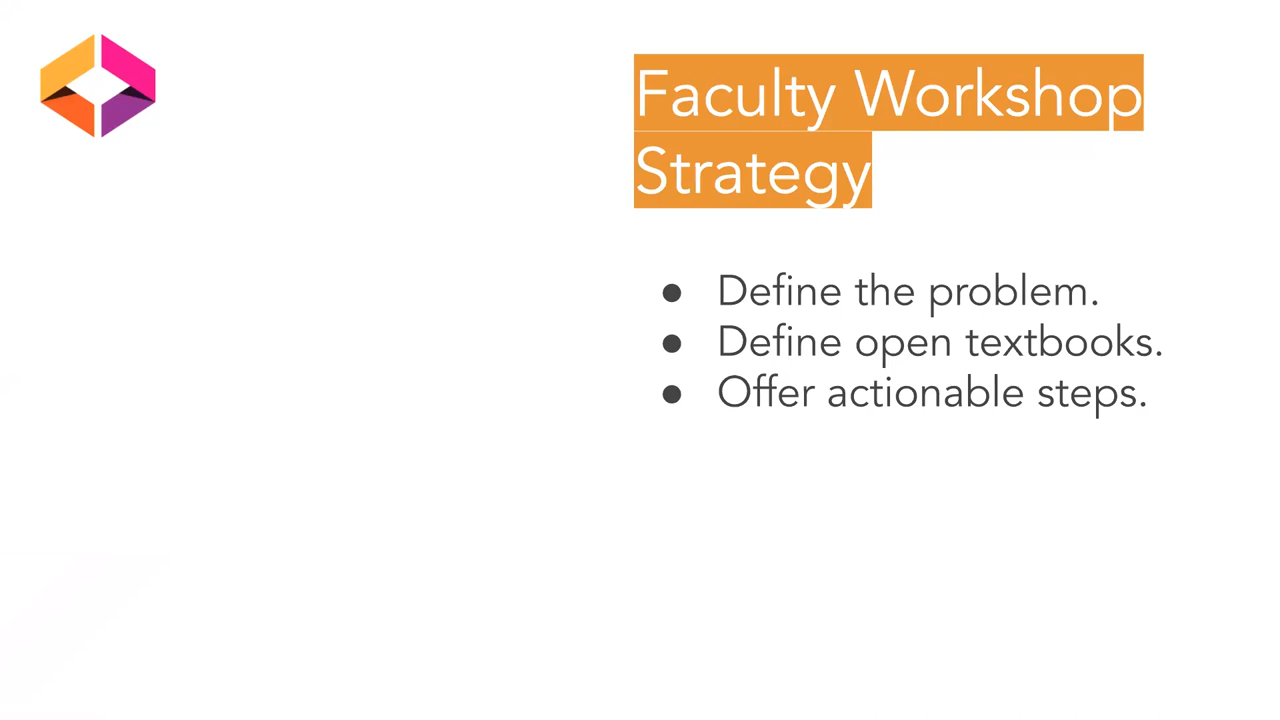 Faculty Workshop
Strategy
● Define the problem.
● Define open textbooks.
● Offer actionable steps.